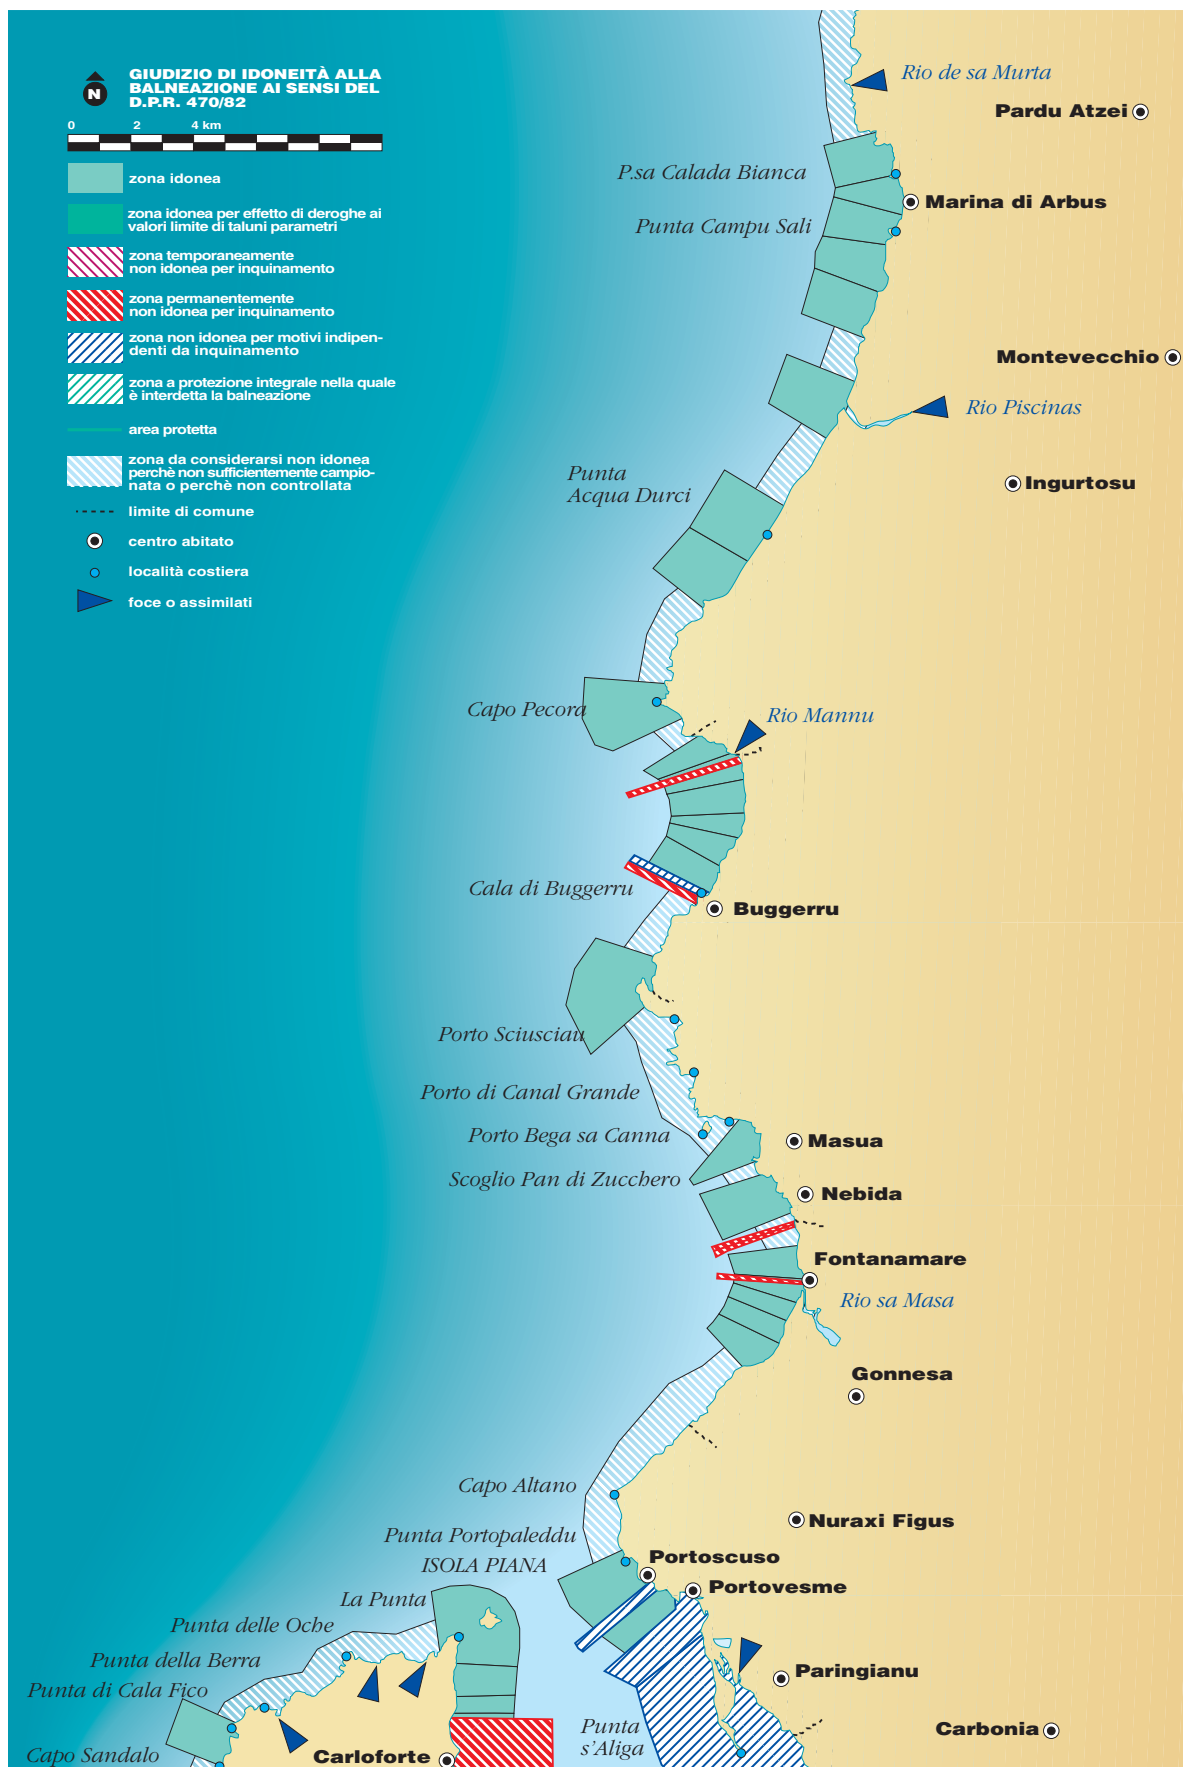 GIUDIZIO DI IDONEITÀ ALLA
BALNEAZIONE AI SENSI DEL
D.P.R. 470/82
N
0 2 4 km
zona idonea
zona idonea per effetto di deroghe ai
valori limite di taluni parametri
zona temporaneamente
non idonea per inquinamento
zona permanentemente
non idonea per inquinamento
zona non idonea per motivi indipen-
denti da inquinamento
zona a protezione integrale nella quale
è interdetta la balneazione
area protetta
zona da considerarsi non idonea
perchè non sufficientemente campio-
nata o perchè non controllata
limite di comune
centro abitato
località costiera
foce o assimilati
Rio de sa Murta
Pardu Atzei
P.sa Calada Bianca
Marina di Arbus
Punta Campu Sali
Montevecchio
Rio Piscinas
Punta
Acqua Durci
Ingurtosu
Capo Pecora
Rio Mannu
Cala di Buggerru
Buggerru
Porto Sciusciau
Porto di Canal Grande
Porto Bega sa Canna
Masua
Scoglio Pan di Zucchero
Nebida
Fontanamare
Rio sa Masa
Gonnesa
Capo Altano
Nuraxi Figus
Punta Portopaleddu
Portoscuso
ISOLA PIANA
Portovesme
La Punta
Punta delle Oche
Punta della Berra
Paringianu
Punta di Cala Fico
Punta
s'Aliga
Carbonia
Capo Sandalo
Carloforte